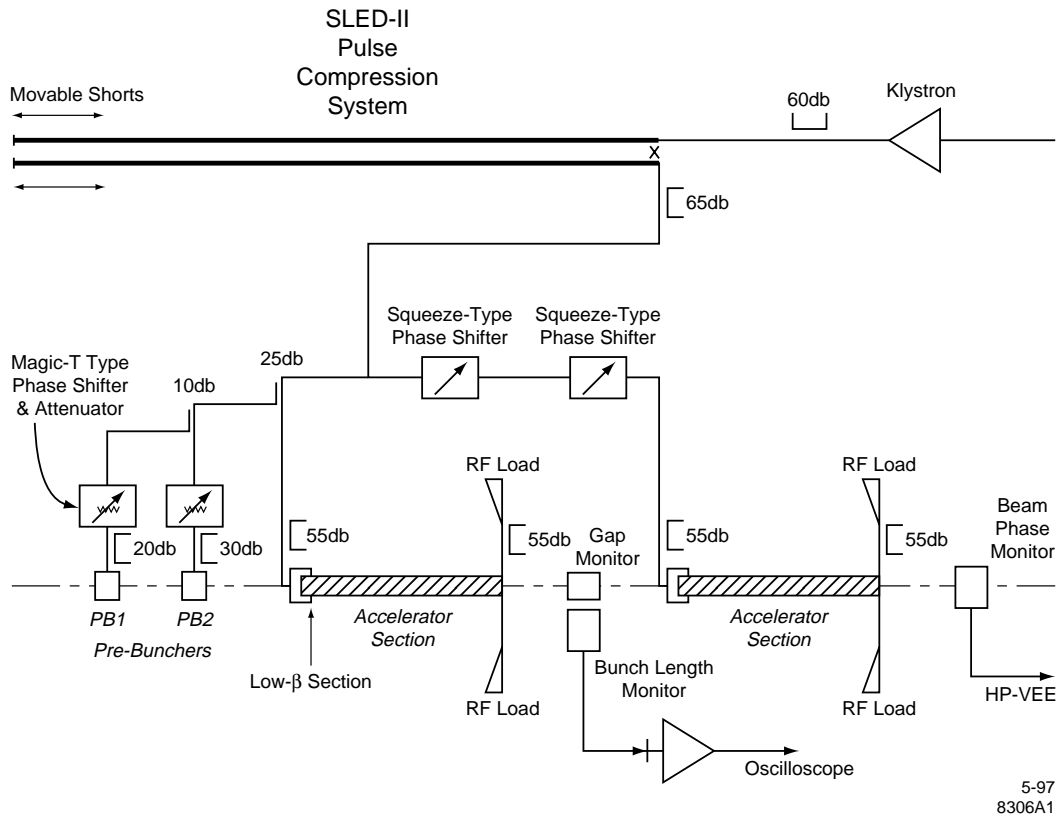 SLED-II
Pulse
Compression
System
Movable Shorts
60db
Klystron
X
65db
Squeeze-Type
Phase Shifter
Squeeze-Type
Phase Shifter
Magic-T Type
Phase Shifter
& Attenuator
10db
25db
RF Load
RF Load
20db
30db
55db
55db
Gap
Monitor
55db
55db
Beam
Phase
Monitor
PB1
PB2
Pre-Bunchers
Accelerator
Section
Accelerator
Section
Low-β Section
Bunch Length
Monitor
RF Load
RF Load
HP-VEE
Oscilloscope
5-97
8306A1